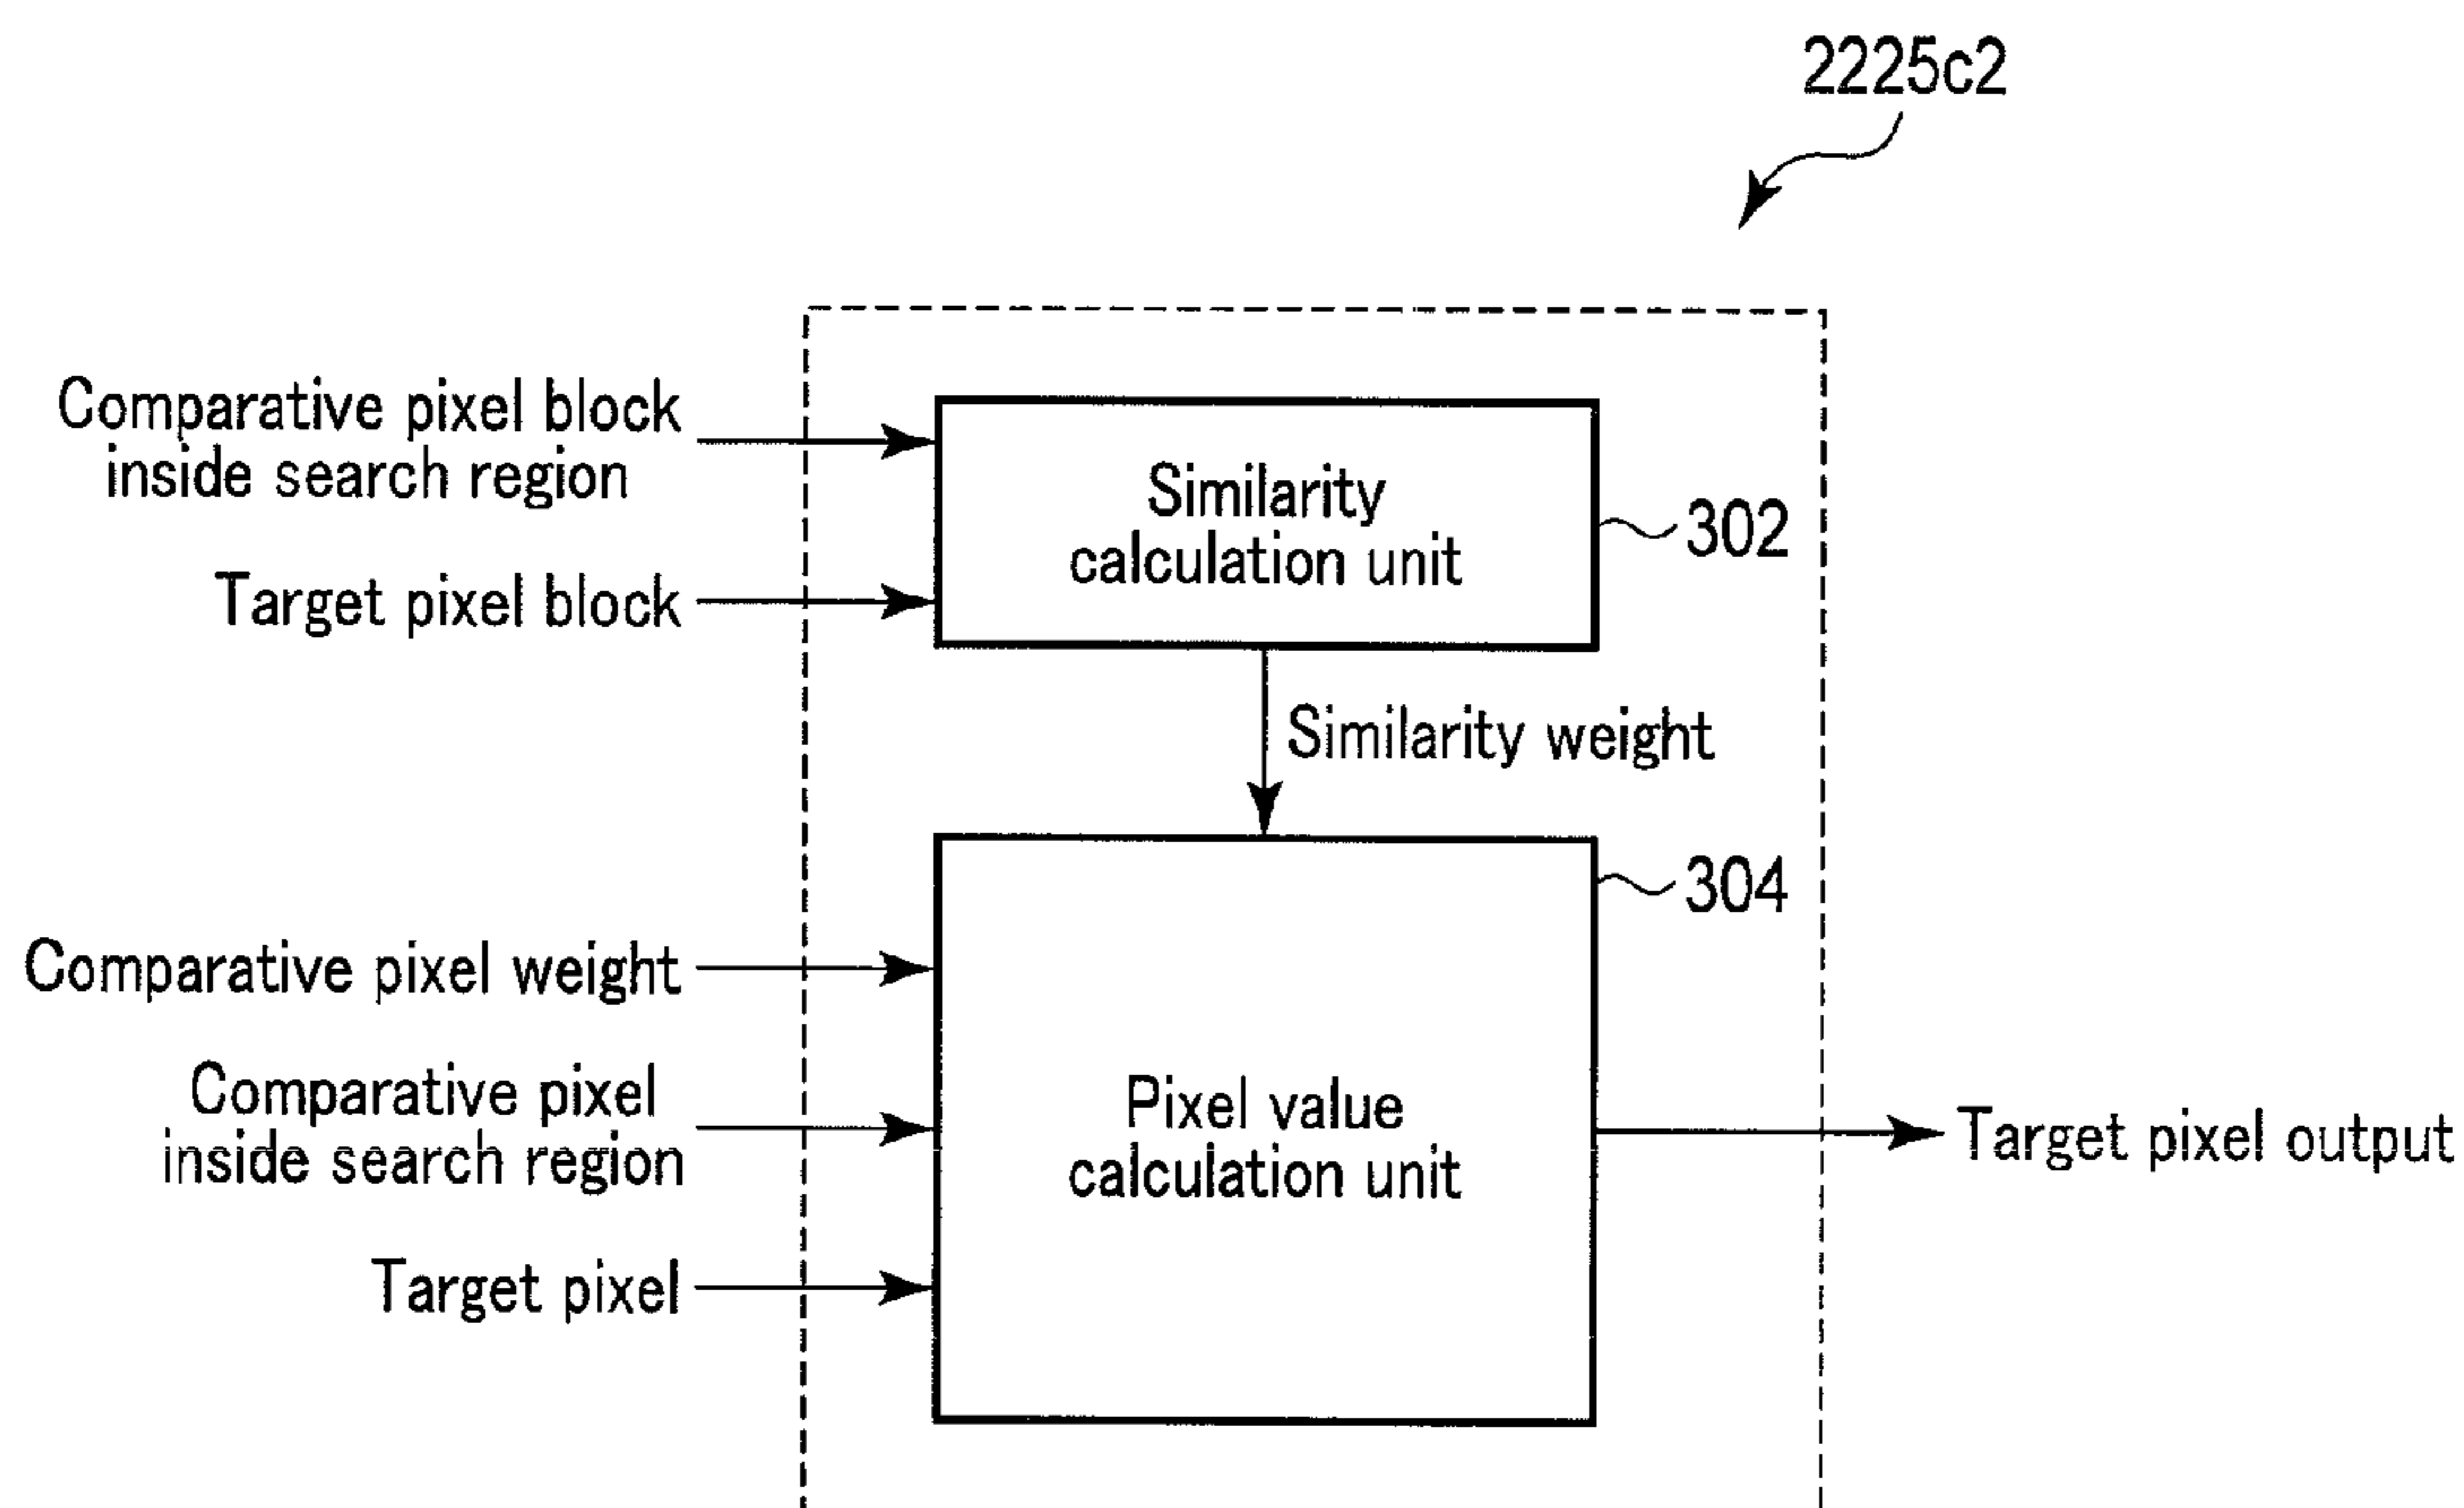 2225c2
Comparative pixel block
inside search region
Target pixel block
Similarity
calculation unit
302
Similarity weight
304
Comparative pixel weight
Comparative pixel
inside search region
Target pixel
Pixel value
calculation unit
Target pixel output